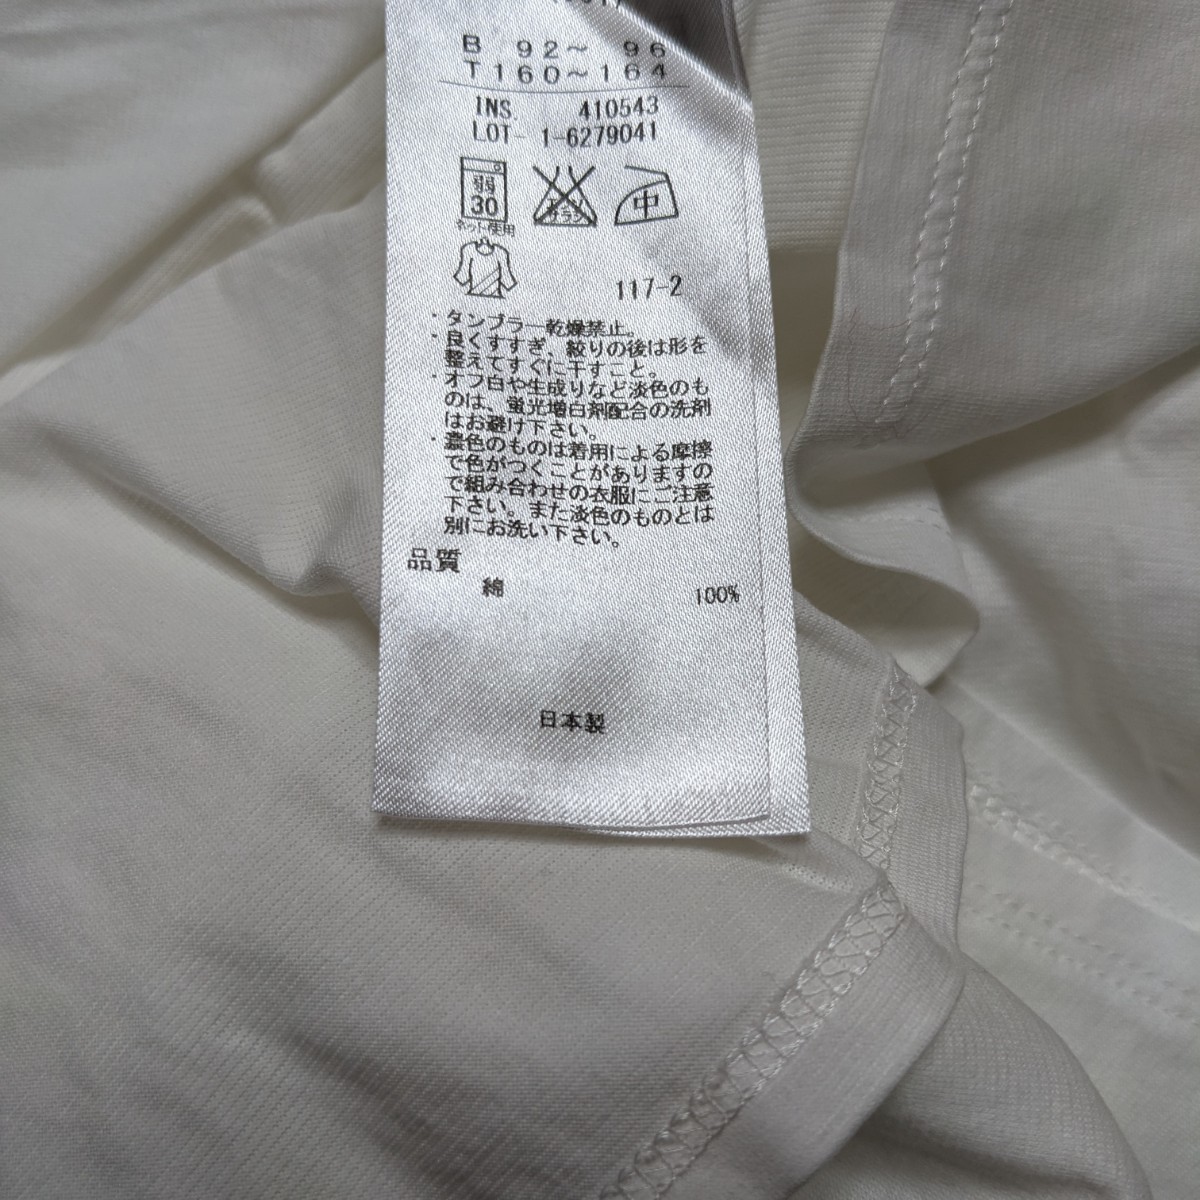 B 92～ 96
T160～164
INS. 410543
LOT- 1-6279041
弱
30
中
ネット使用
117-2
・タンブラー乾燥禁止。
・良くすすぎ、絞りの後は形を
整えてすぐに干すこと。
・オフ白や生成りなど淡色のも
のは、蛍光増白剤配合の洗剤
はお避け下さい。
・濃色のものは着用による摩擦
で色がつくことがありますの
で組み合わせの衣服にご注意
下さい。また淡色のものとは
別にお洗い下さい。
品質
綿 100%
日本製